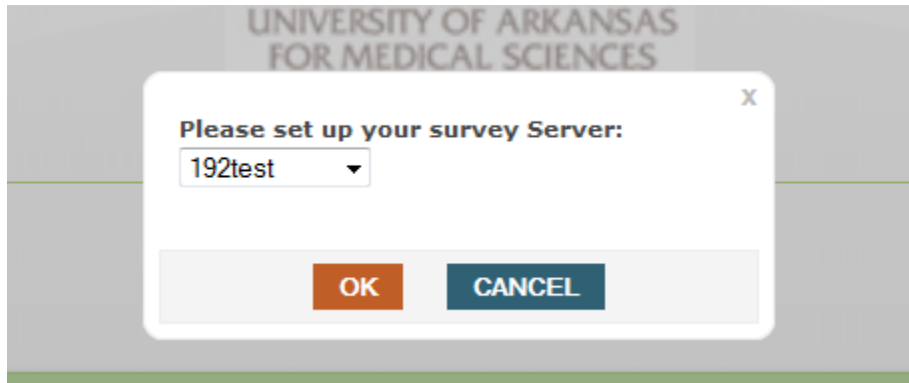 UNIVERSITY OF ARKANSAS
FOR MEDICAL SCIENCES
x
Please set up your survey Server:
192test
OK CANCEL